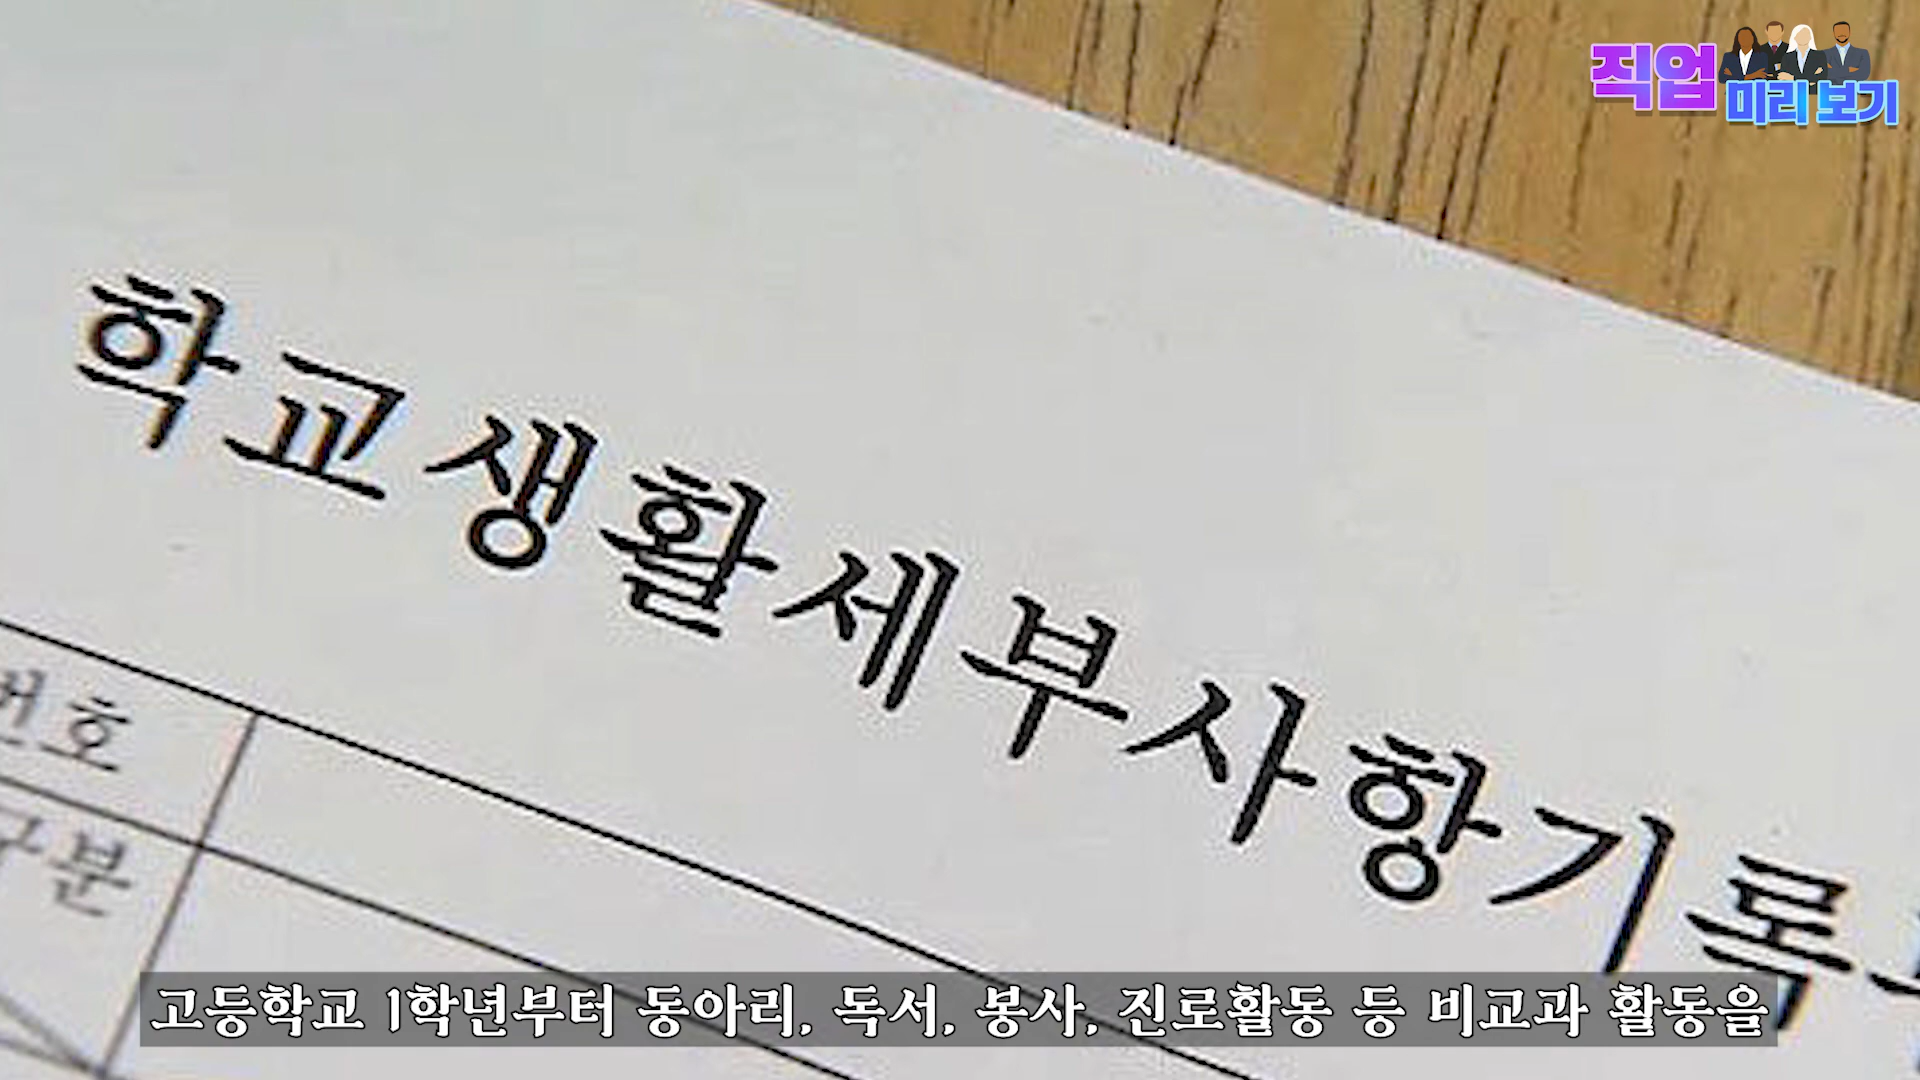 직업
미리 보기
학교생활세부사항기록
번호
구분
고등학교 1학년부터 동아리, 독서, 봉사, 진로활동 등 비교과 활동을